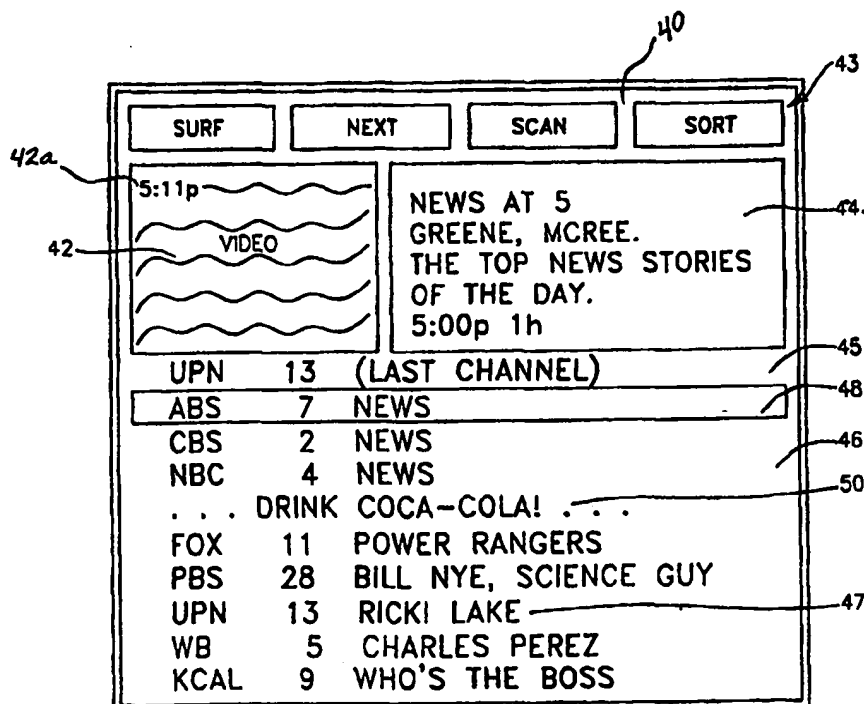 40
43
SURF NEXT SCAN SORT
42a
5:11p
42
VIDEO
NEWS AT 5
GREENE, MCREE.
THE TOP NEWS STORIES
OF THE DAY.
5:00p 1h
44
45
UPN 13 (LAST CHANNEL)
48
ABS 7 NEWS
CBS 2 NEWS
46
NBC 4 NEWS
50
. . . DRINK COCA-COLA! . . .
FOX 11 POWER RANGERS
PBS 28 BILL NYE, SCIENCE GUY
UPN 13 RICKI LAKE
47
WB 5 CHARLES PEREZ
KCAL 9 WHO'S THE BOSS